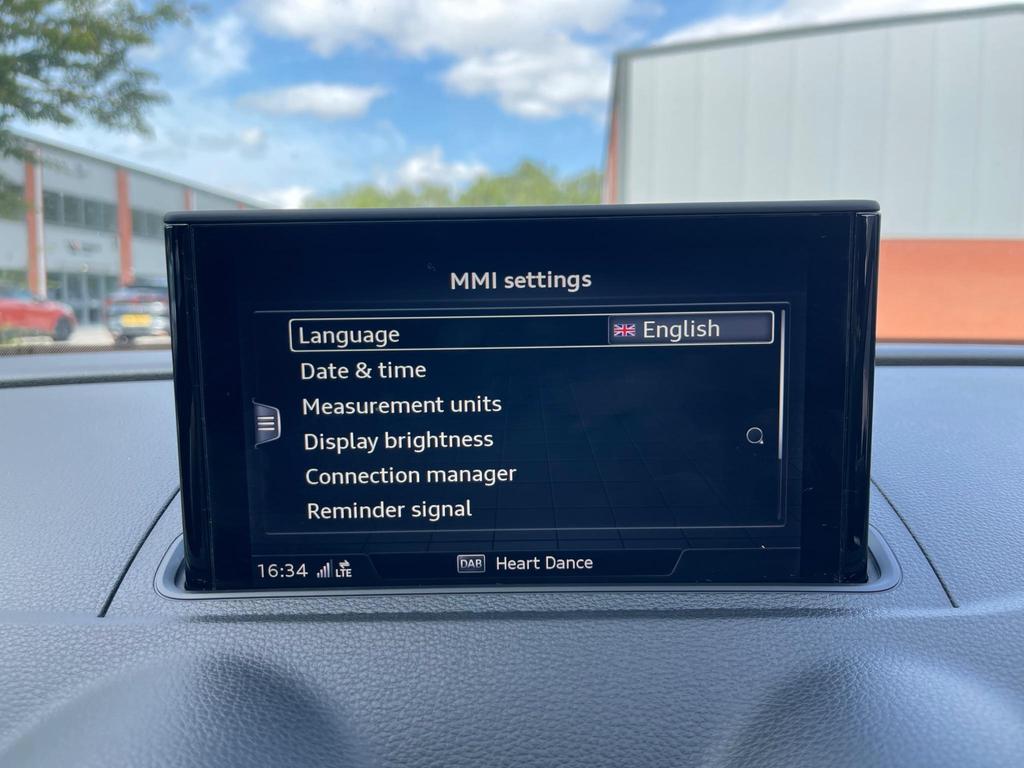 MMI settings
Language English
Date & time
Measurement units
Display brightness
Connection manager
Reminder signal
16:34 LTE DAB Heart Dance